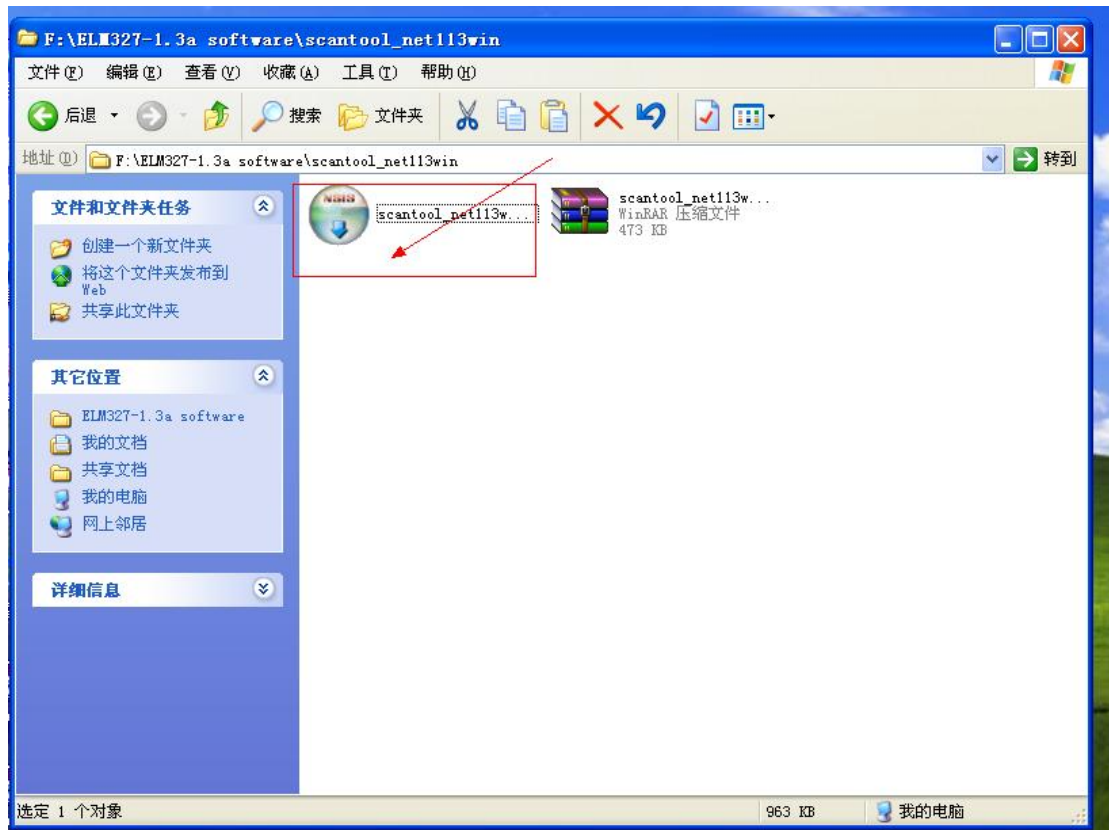 F:\ELM327-1.3a software\scantool_net113win
文件(F) 编辑(E) 查看(V) 收藏(A) 工具(T) 帮助(H)
后退 搜索 文件夹
地址(D) F:\ELM327-1.3a software\scantool_net113win 转到
文件和文件夹任务
创建一个新文件夹
将这个文件夹发布到
Web
共享此文件夹
其它位置
ELM327-1.3a software
我的文档
共享文档
我的电脑
网上邻居
详细信息
NSIS
scantool_net113w...
scantool_net113w...
WinRAR 压缩文件
473 KB
选定 1 个对象 963 KB 我的电脑